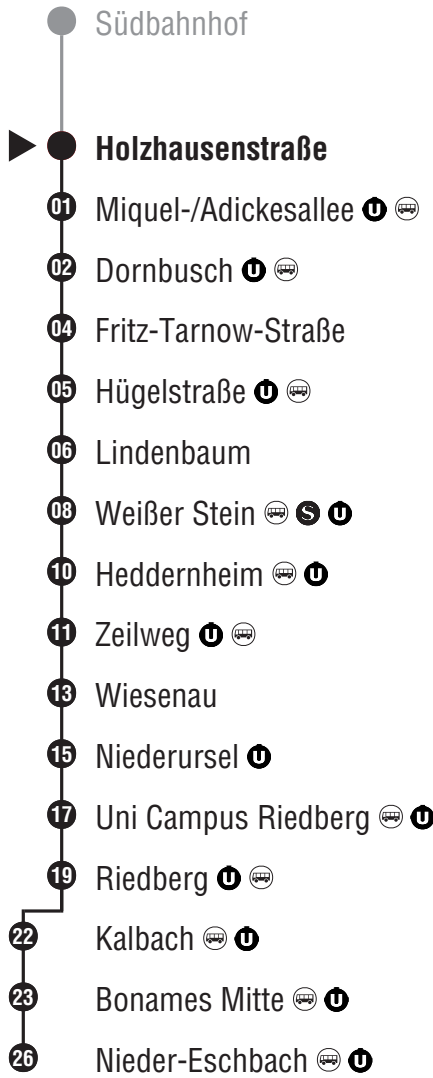 Südbahnhof
Holzhausenstraße
01 Miquel-/Adickesallee U
02 Dornbusch U
04 Fritz-Tarnow-Straße
05 Hügelstraße U
06 Lindenbaum
08 Weißer Stein S U
10 Heddernheim U
11 Zeilweg U
13 Wiesenau
15 Niederursel U
17 Uni Campus Riedberg U
19 Riedberg U
22 Kalbach U
23 Bonames Mitte U
26 Nieder-Eschbach U